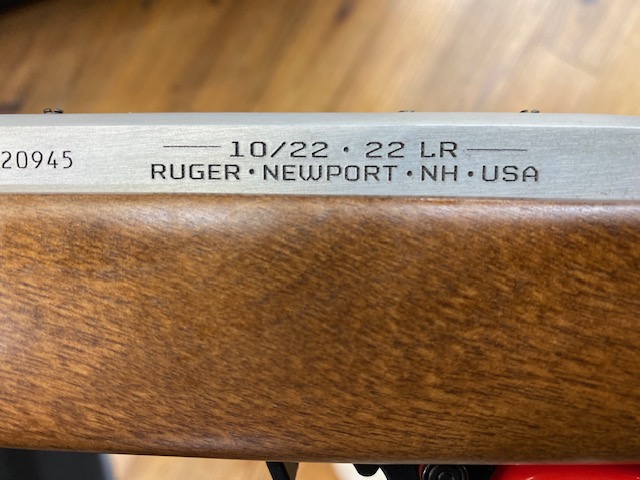 20945
10/22 · 22 LR
RUGER · NEWPORT · NH · USA